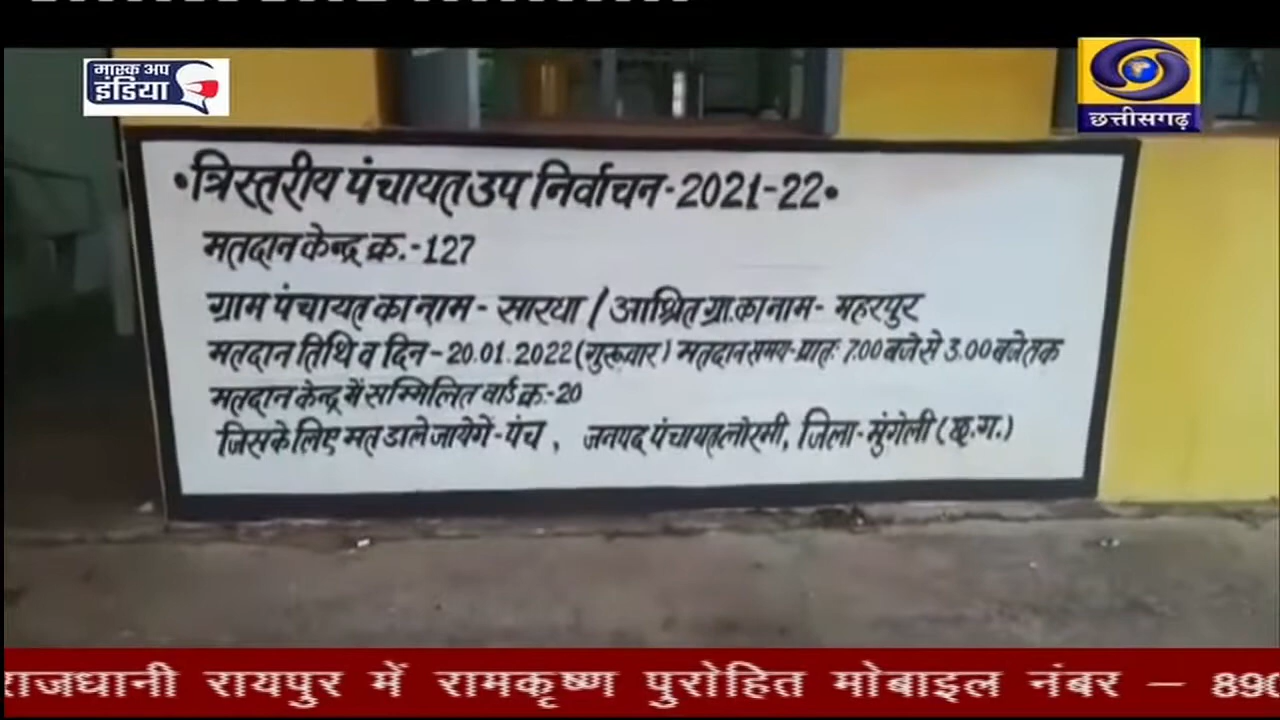 मास्क अप
इंडिया
छत्तीसगढ़
•त्रिस्तरीय पंचायत उप निर्वाचन-2021-22•
मतदान केन्द्र क्र.-127
ग्राम पंचायत का नाम- सारधा / आश्रित ग्रा. का नाम- महरपुर
मतदान तिथि व दिन-20.01.2022 (गुरूवार) मतदान समय-प्रातः 7.00 बजे से 3.00 बजे तक
मतदान केन्द्र में सम्मिलित वार्ड क्र.-20
जिसके लिए मत डाले जायेगें-पंच, जनपद पंचायत लोरमी, जिला-मुंगेली (छ.ग.)
राजधानी रायपुर में रामकृष्ण पुरोहित मोबाइल नंबर – 890